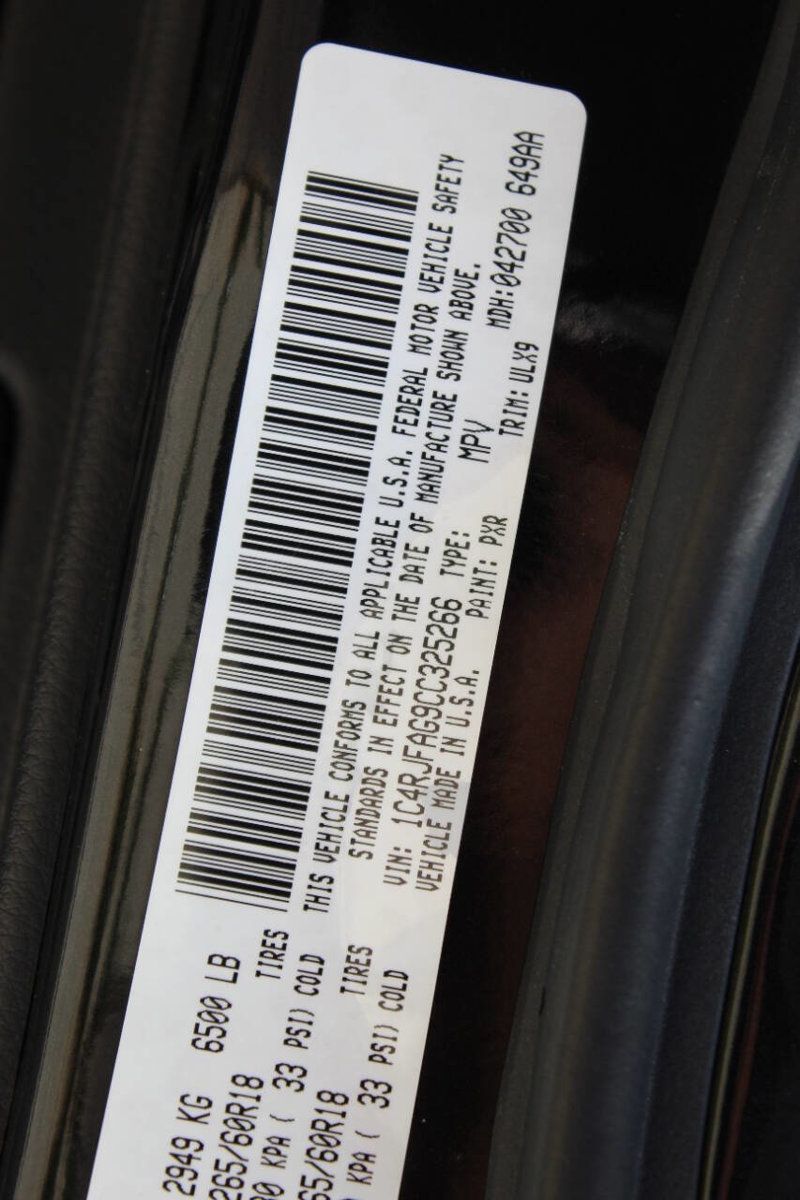 2949 KG 6500 LB
265/60R18 TIRES
KPA ( 33 PSI) COLD
65/60R18 TIRES
KPA ( 33 PSI) COLD
THIS VEHICLE CONFORMS TO ALL APPLICABLE U.S.A. FEDERAL MOTOR VEHICLE SAFETY
STANDARDS IN EFFECT ON THE DATE OF MANUFACTURE SHOWN ABOVE.
VIN: 1C4RJFAG9CC325266 TYPE: MPV MDH:042700 649AA
VEHICLE MADE IN U.S.A. PAINT: PXR TRIM: ULX9